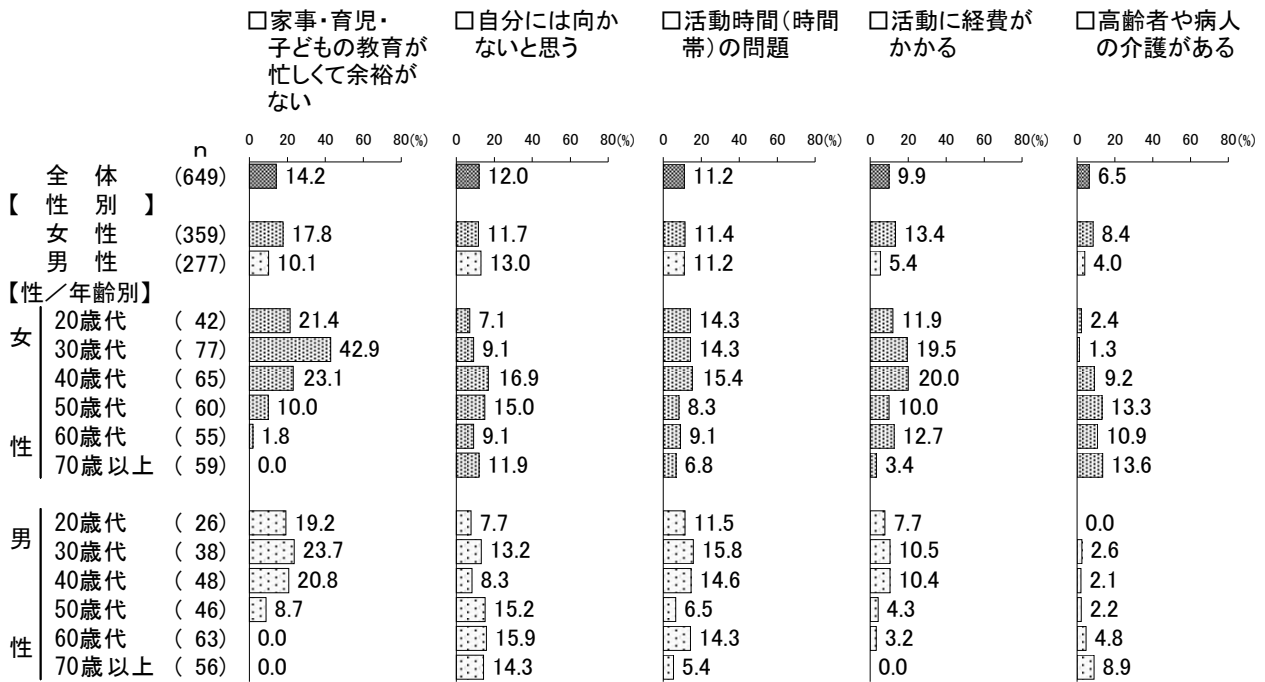 □家事・育児・ □自分には向か □活動時間(時間 □活動に経費が □高齢者や病人
子どもの教育が ないと思う 帯)の問題 かかる の介護がある
忙しくて余裕が
ない
n 0 20 40 60 80(%) 0 20 40 60 80(%) 0 20 40 60 80(%) 0 20 40 60 80(%) 0 20 40 60 80(%)
全 体 (649) 14.2 12.0 11.2 9.9 6.5
【 性 別 】
女 性 (359) 17.8 11.7 11.4 13.4 8.4
男 性 (277) 10.1 13.0 11.2 5.4 4.0
【性/年齢別】
女性
20歳代 ( 42) 21.4 7.1 14.3 11.9 2.4
30歳代 ( 77) 42.9 9.1 14.3 19.5 1.3
40歳代 ( 65) 23.1 16.9 15.4 20.0 9.2
50歳代 ( 60) 10.0 15.0 8.3 10.0 13.3
60歳代 ( 55) 1.8 9.1 9.1 12.7 10.9
70歳以上 ( 59) 0.0 11.9 6.8 3.4 13.6
男性
20歳代 ( 26) 19.2 7.7 11.5 7.7 0.0
30歳代 ( 38) 23.7 13.2 15.8 10.5 2.6
40歳代 ( 48) 20.8 8.3 14.6 10.4 2.1
50歳代 ( 46) 8.7 15.2 6.5 4.3 2.2
60歳代 ( 63) 0.0 15.9 14.3 3.2 4.8
70歳以上 ( 56) 0.0 14.3 5.4 0.0 8.9